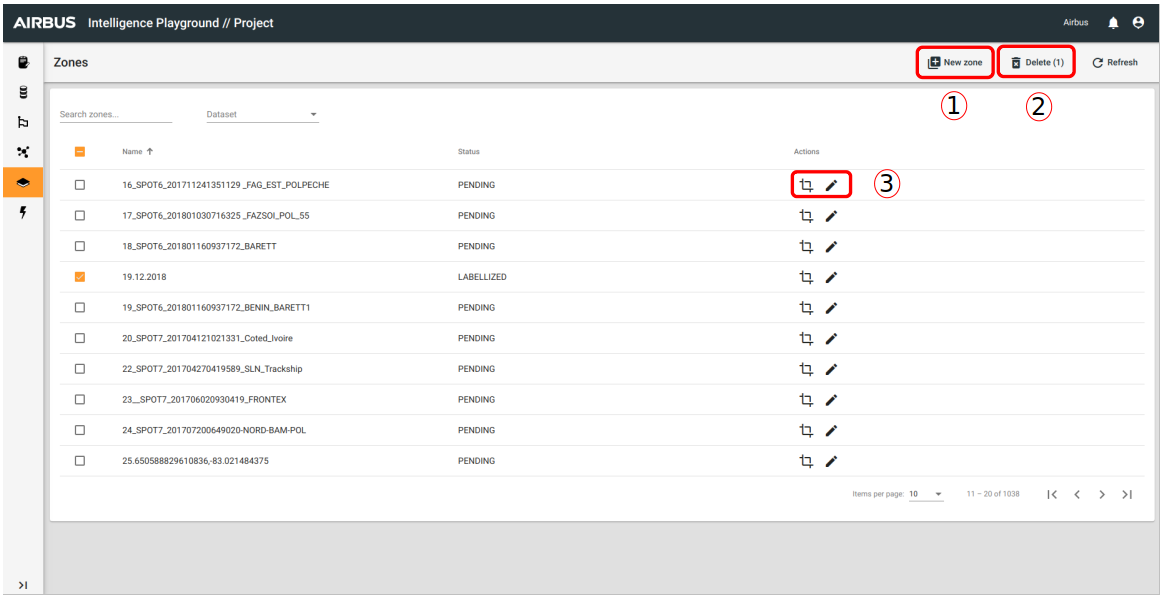 AIRBUS Intelligence Playground // Project Airbus
Zones New zone Delete (1) Refresh
1 2
Search zones... Dataset
Name Status Actions
16_SPOT6_201711241351129 _FAG_EST_POLPECHE PENDING 3
17_SPOT6_201801030716325 _FAZSOI_POL_55 PENDING
18_SPOT6_201801160937172_BARETT PENDING
19.12.2018 LABELLIZED
19_SPOT6_201801160937172_BENIN_BARETT1 PENDING
20_SPOT7_201704121021331_Coted_Ivoire PENDING
22_SPOT7_201704270419589_SLN_Trackship PENDING
23__SPOT7_201706020930419_FRONTEX PENDING
24_SPOT7_201707200649020-NORD-BAM-POL PENDING
25.650588829610836,-83.021484375 PENDING
Items per page: 10 11 – 20 of 1038